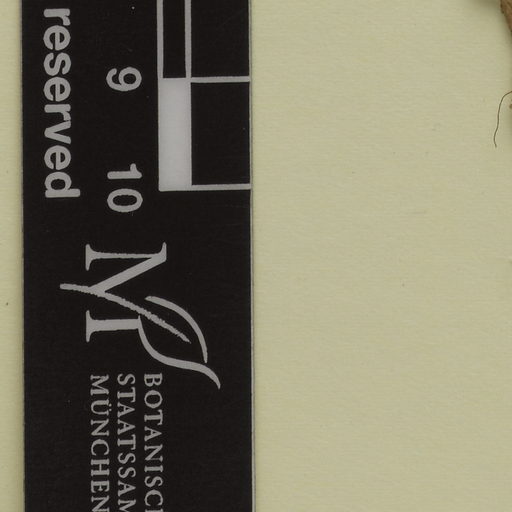 reserved
9 10
M
BOTANISC
STAATSSAM
MÜNCHEN